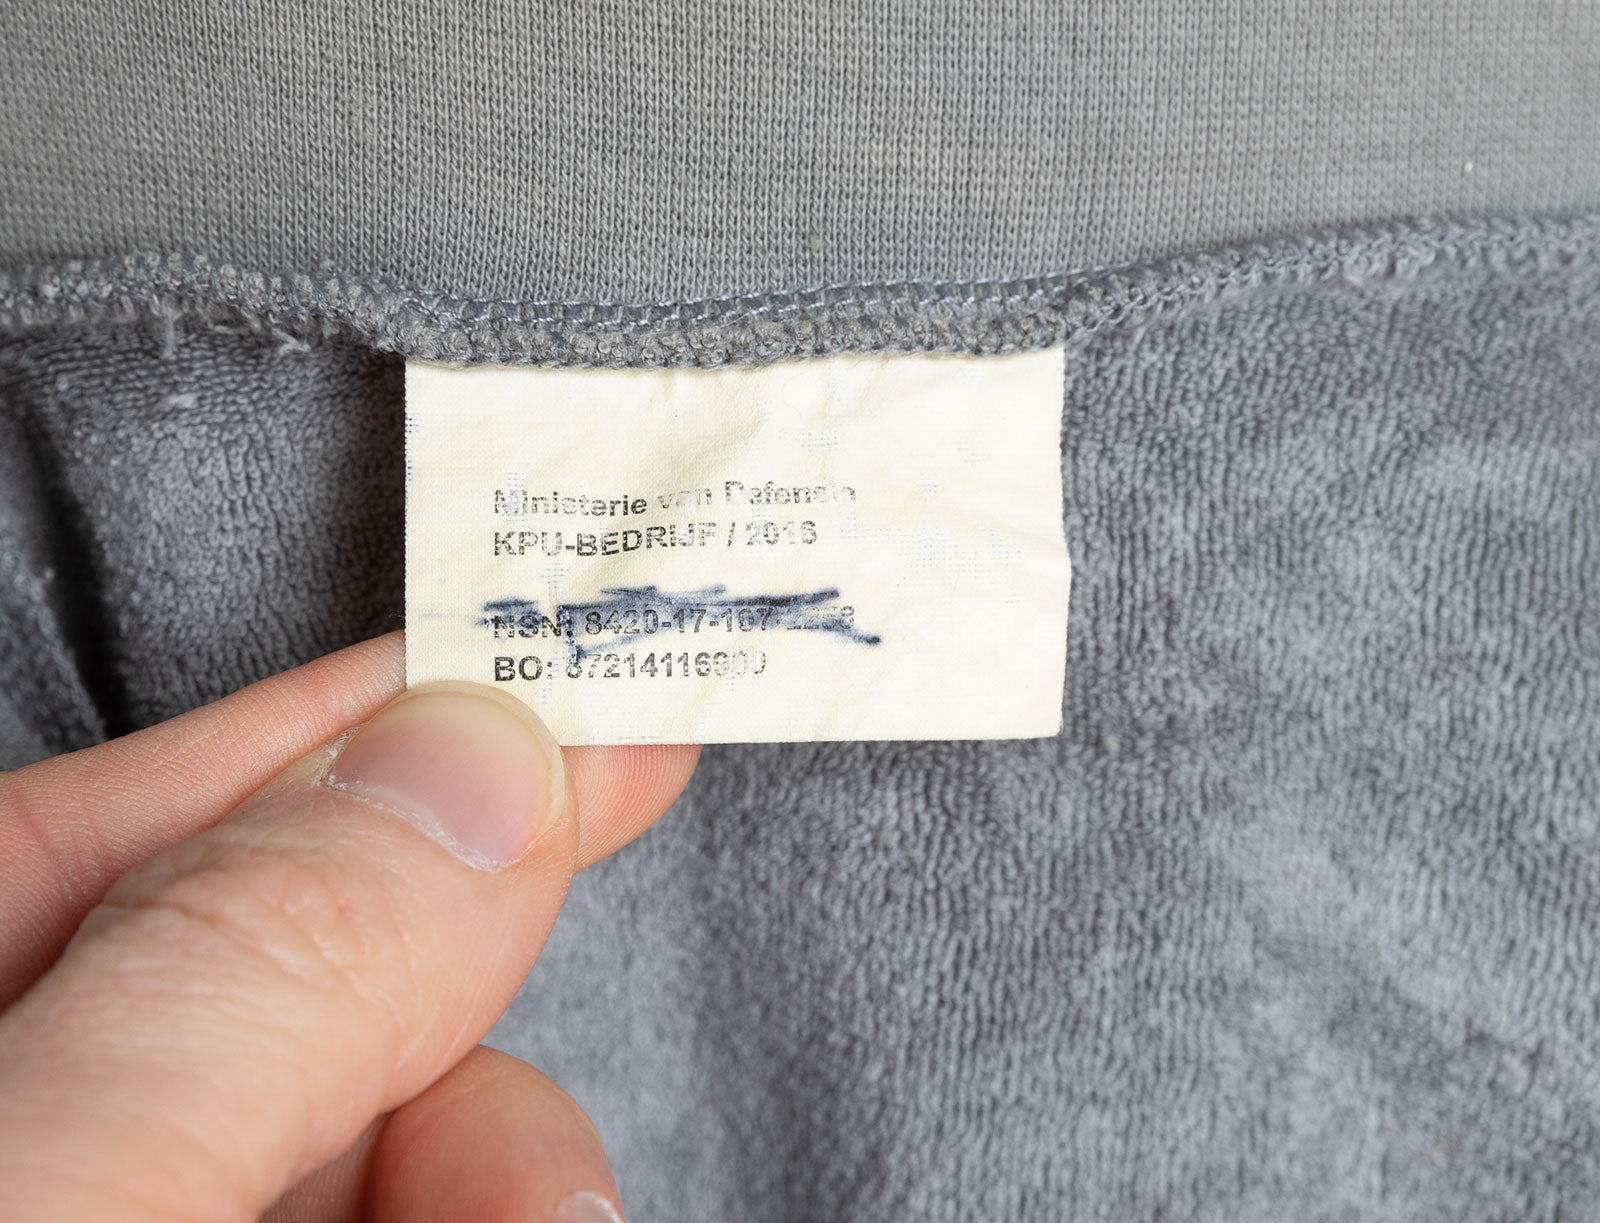 Ministerie van Defensie
KPU-BEDRIJF / 2016
NSN: 8420-17-107-
BO: